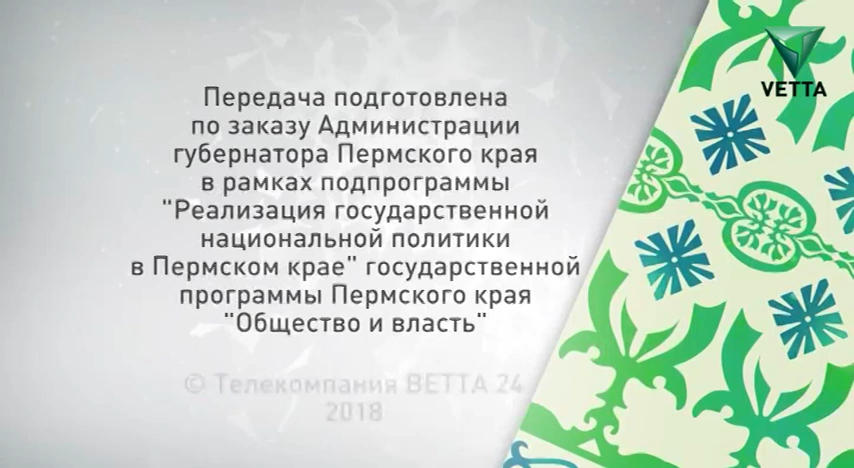 Передача подготовлена
по заказу Администрации
губернатора Пермского края
в рамках подпрограммы
"Реализация государственной
национальной политики
в Пермском крае" государственной
программы Пермского края
"Общество и власть"
© Телекомпания ВЕТТА 24
2018
VETTA